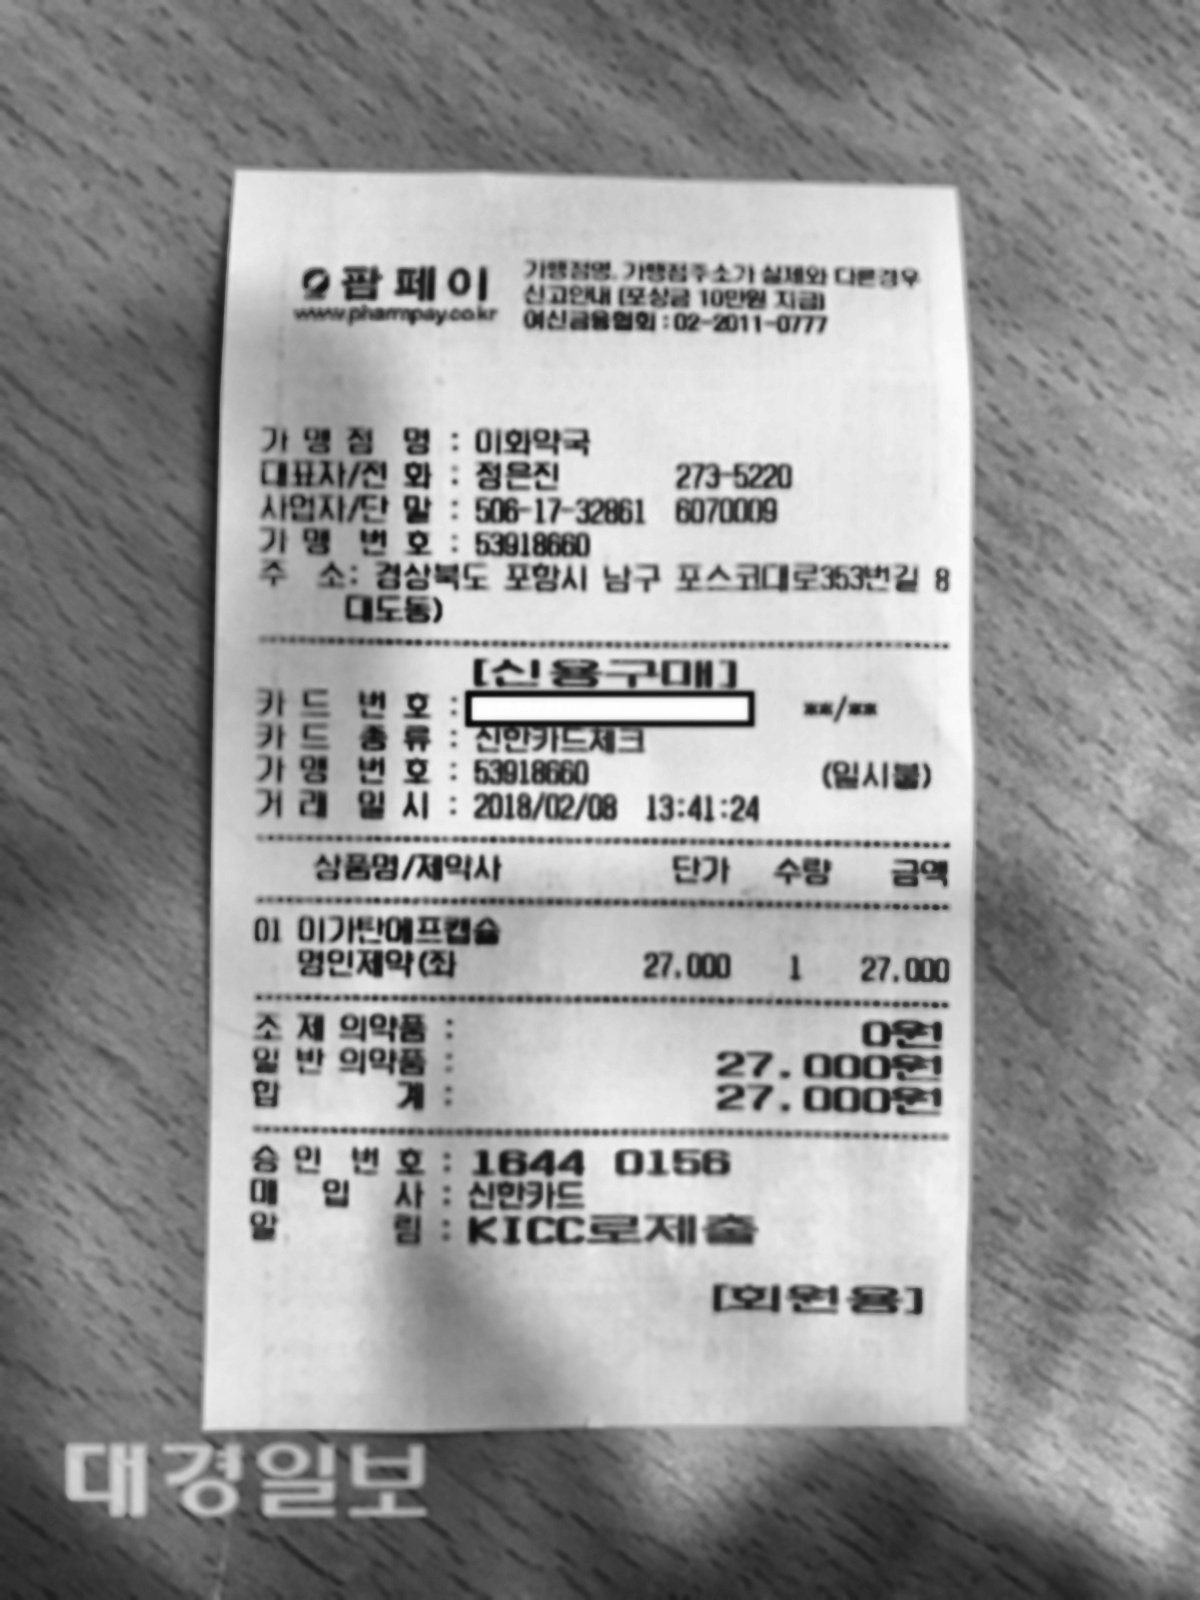 팜페이
www.pharmpay.co.kr
가맹점명, 가맹점주소가 실제와 다른경우
신고안내 (포상금 10만원 지급)
여신금융협회 : 02-2011-0777
가 맹 점 명 : 이화약국
대표자/전 화 : 정은진 273-5220
사업자/단 말 : 506-17-32861 6070009
가 맹 번 호 : 53918660
주 소: 경상북도 포항시 남구 포스코대로353번길 8
대도동)
[신용구매]
카 드 번 호 : **/**
카 드 종 류 : 신한카드체크
가 맹 번 호 : 53918660 (일시불)
거 래 일 시 : 2018/02/08 13:41:24
상품명/제약사 단가 수량 금액
01 미가탄에프캡슐
명인제약(좌 27.000 1 27.000
조 제 의약품 : 0원
일 반 의약품 : 27.000원
합 계 : 27.000원
승 인 번 호 : 1644 0156
매 입 사 : 신한카드
알 림 : KICC로제출
[회원용]
대경일보